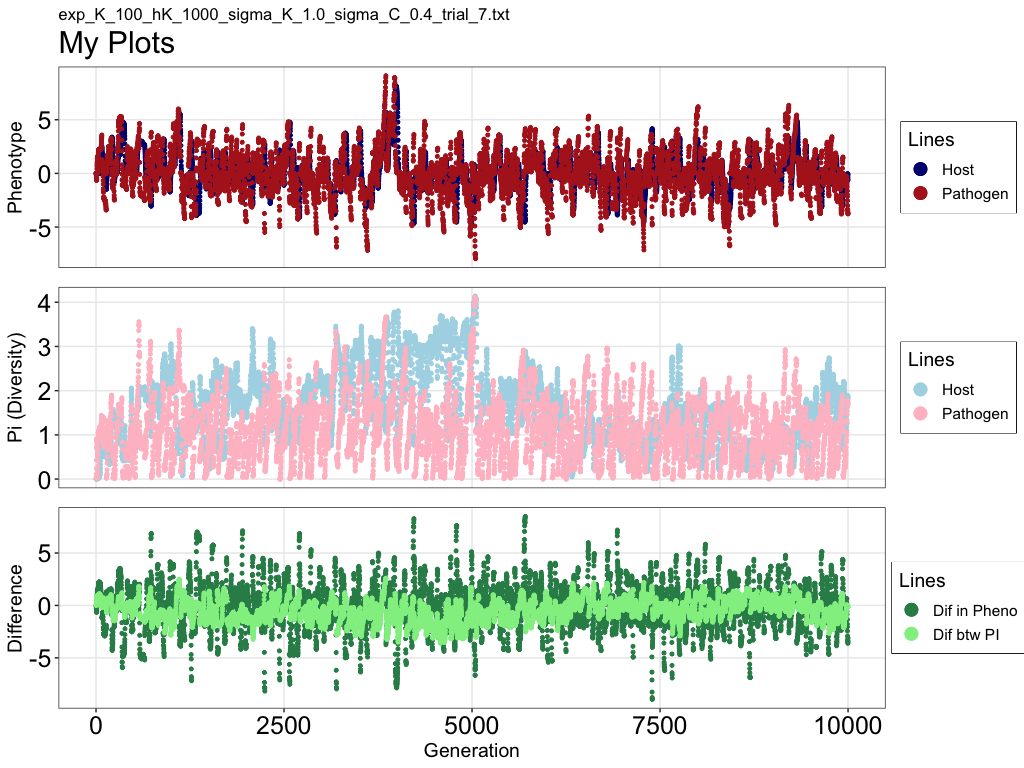 exp_K_100_hK_1000_sigma_K_1.0_sigma_C_0.4_trial_7.txt
My Plots
Phenotype
5
0
-5
Lines
Host
Pathogen
Pi (Diversity)
4
3
2
1
0
Lines
Host
Pathogen
Difference
5
0
-5
Lines
Dif in Pheno
Dif btw PI
0 2500 5000 7500 10000
Generation